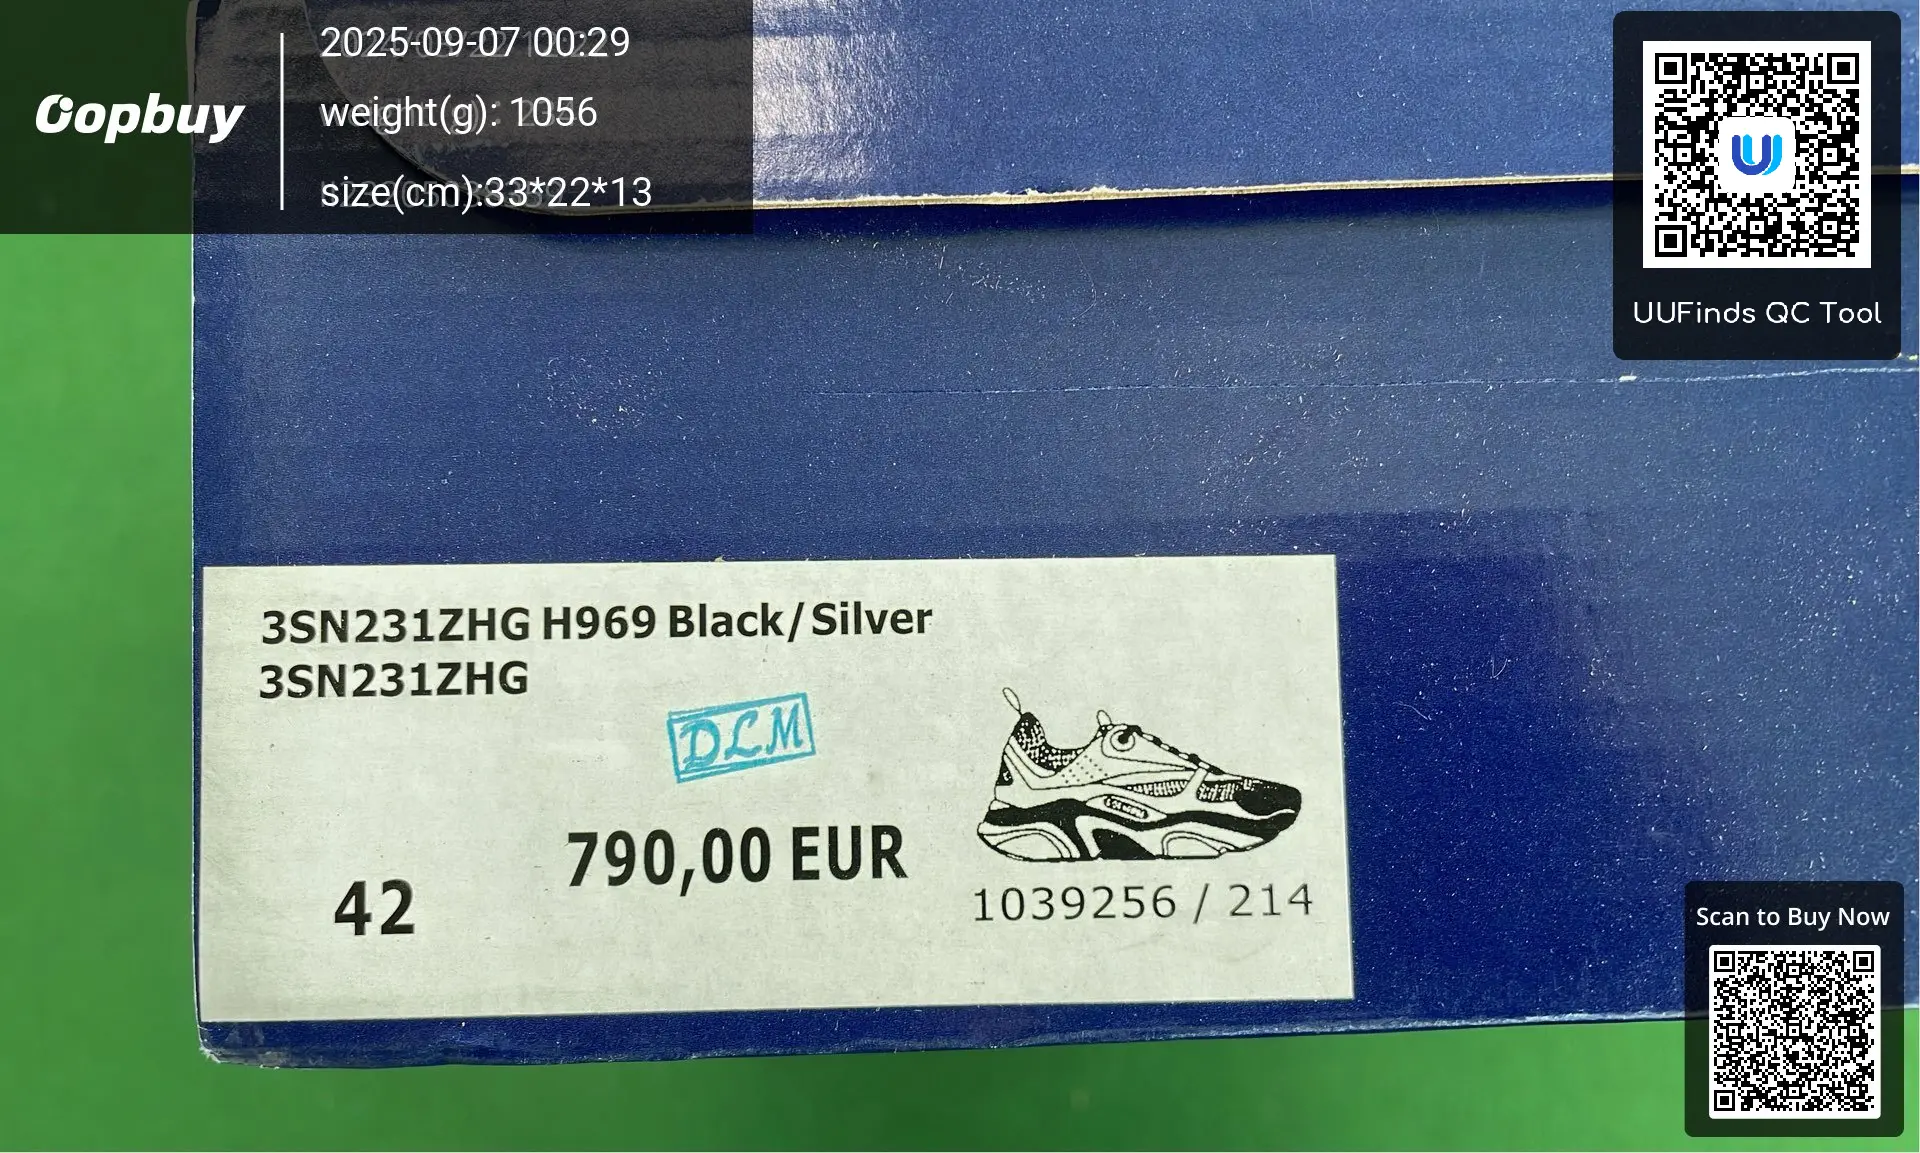 Oopbuy
2025-09-07 00:29
weight(g): 1056
size(cm):33*22*13
UUFinds QC Tool
3SN231ZHG H969 Black/Silver
3SN231ZHG
DLM
790,00 EUR
42
1039256 / 214
Scan to Buy Now